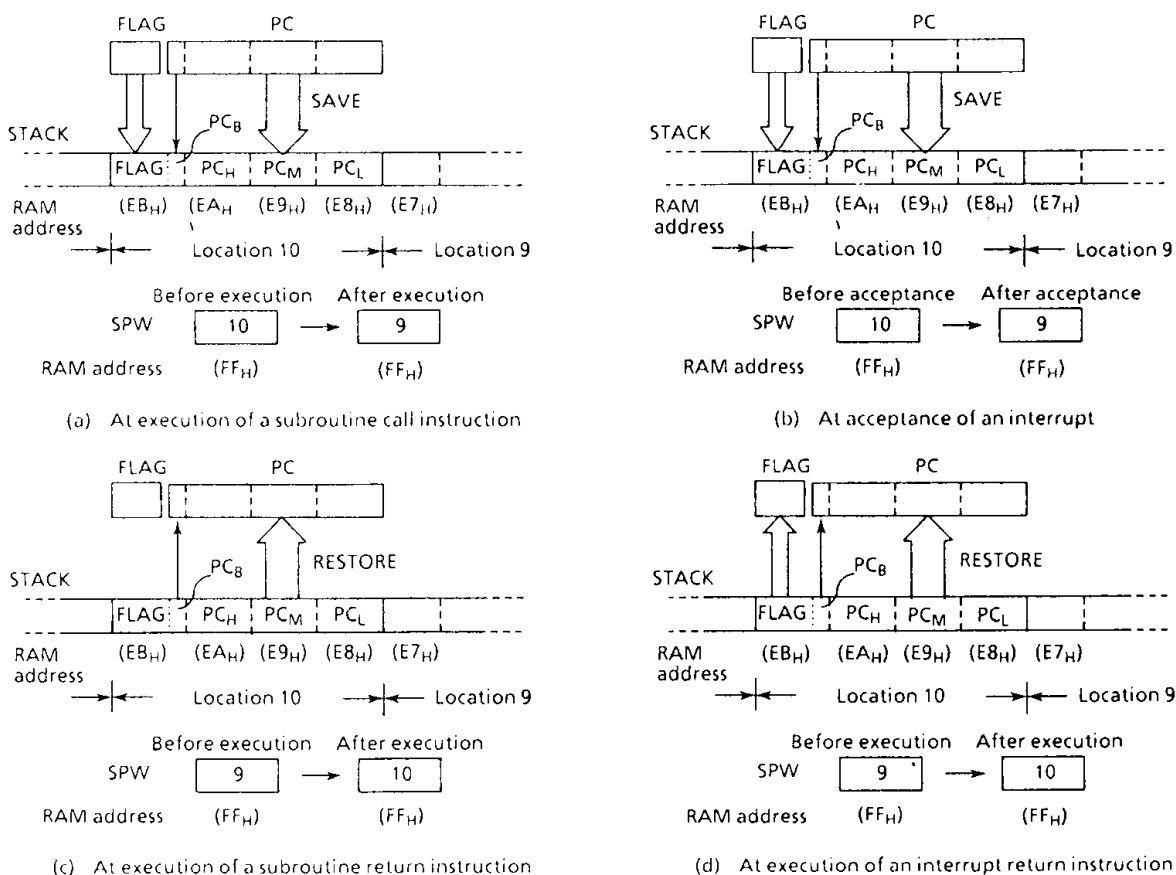 FLAG PC
SAVE
PC_B
STACK
FLAG PC_H PC_M PC_L
RAM address (EB_H) (EA_H (E9_H) (E8_H) (E7_H)
Location 10 Location 9
Before execution After execution
SPW 10 9
RAM address (FF_H) (FF_H)
(a) At execution of a subroutine call instruction
FLAG PC
SAVE
PC_B
STACK
FLAG PC_H PC_M PC_L
RAM address (EB_H) (EA_H (E9_H) (E8_H) (E7_H)
Location 10 Location 9
Before acceptance After acceptance
SPW 10 9
RAM address (FF_H) (FF_H)
(b) At acceptance of an interrupt
FLAG PC
RESTORE
PC_B
STACK
FLAG PC_H PC_M PC_L
RAM address (EB_H) (EA_H) (E9_H) (E8_H) (E7_H)
Location 10 Location 9
Before execution After execution
SPW 9 10
RAM address (FF_H) (FF_H)
(c) At execution of a subroutine return instruction
FLAG PC
PC_B
RESTORE
STACK
FLAG PC_H PC_M PC_L
RAM address (EB_H) (EA_H) (E9_H) (E8_H) (E7_H)
Location 10 Location 9
Before execution After execution
SPW 9 10
RAM address (FF_H) (FF_H)
(d) At execution of an interrupt return instruction